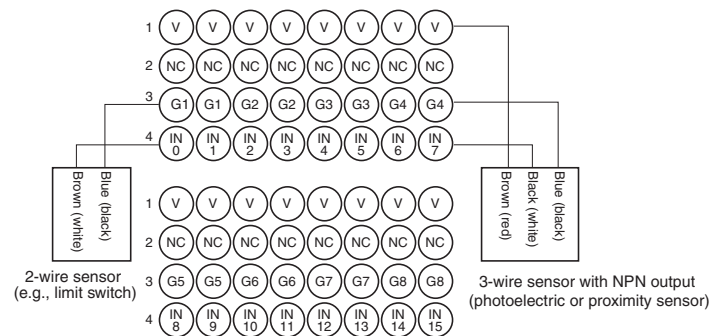 1 V V V V V V V V
2 NC NC NC NC NC NC NC NC
3 G1 G1 G2 G2 G3 G3 G4 G4
4 IN 0 IN 1 IN 2 IN 3 IN 4 IN 5 IN 6 IN 7
Brown (white)
Blue (black)
Brown (red)
Black (white)
Blue (black)
1 V V V V V V V V
2 NC NC NC NC NC NC NC NC
3 G5 G5 G6 G6 G7 G7 G8 G8
4 IN 8 IN 9 IN 10 IN 11 IN 12 IN 13 IN 14 IN 15
2-wire sensor
(e.g., limit switch)
3-wire sensor with NPN output
(photoelectric or proximity sensor)